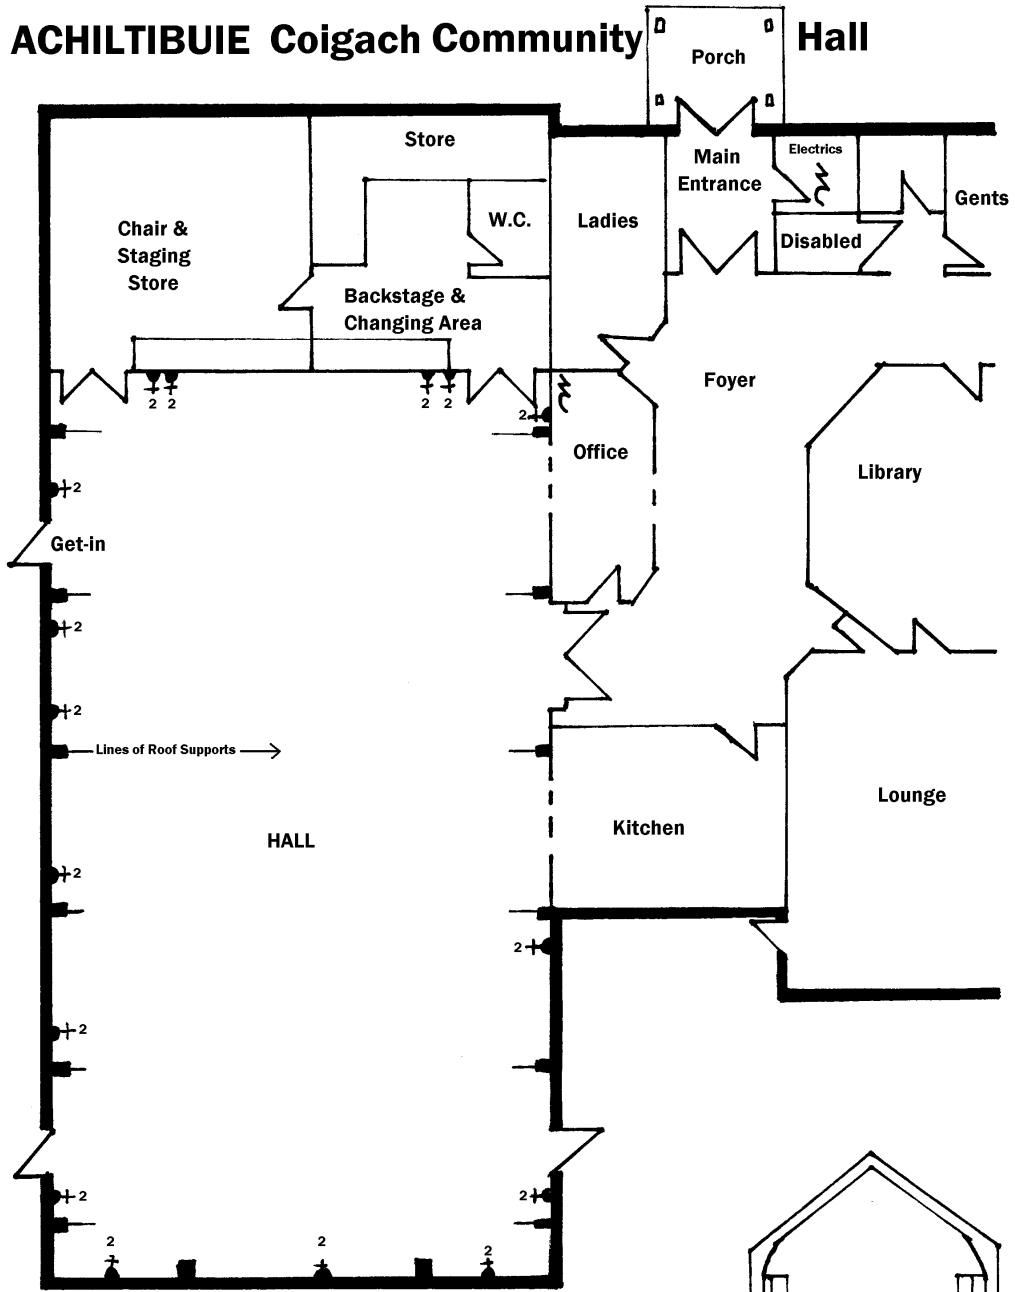 ACHILTIBUIE Coigach Community Hall
Porch
Store
Main
Entrance
Electrics
Gents
W.C.
Ladies
Disabled
Chair &
Staging
Store
Backstage &
Changing Area
Foyer
2
2
2
2
2
Office
Library
2
Get-in
2
2
Lines of Roof Supports
Lounge
Kitchen
HALL
2
2
2
2
2
2
2
2